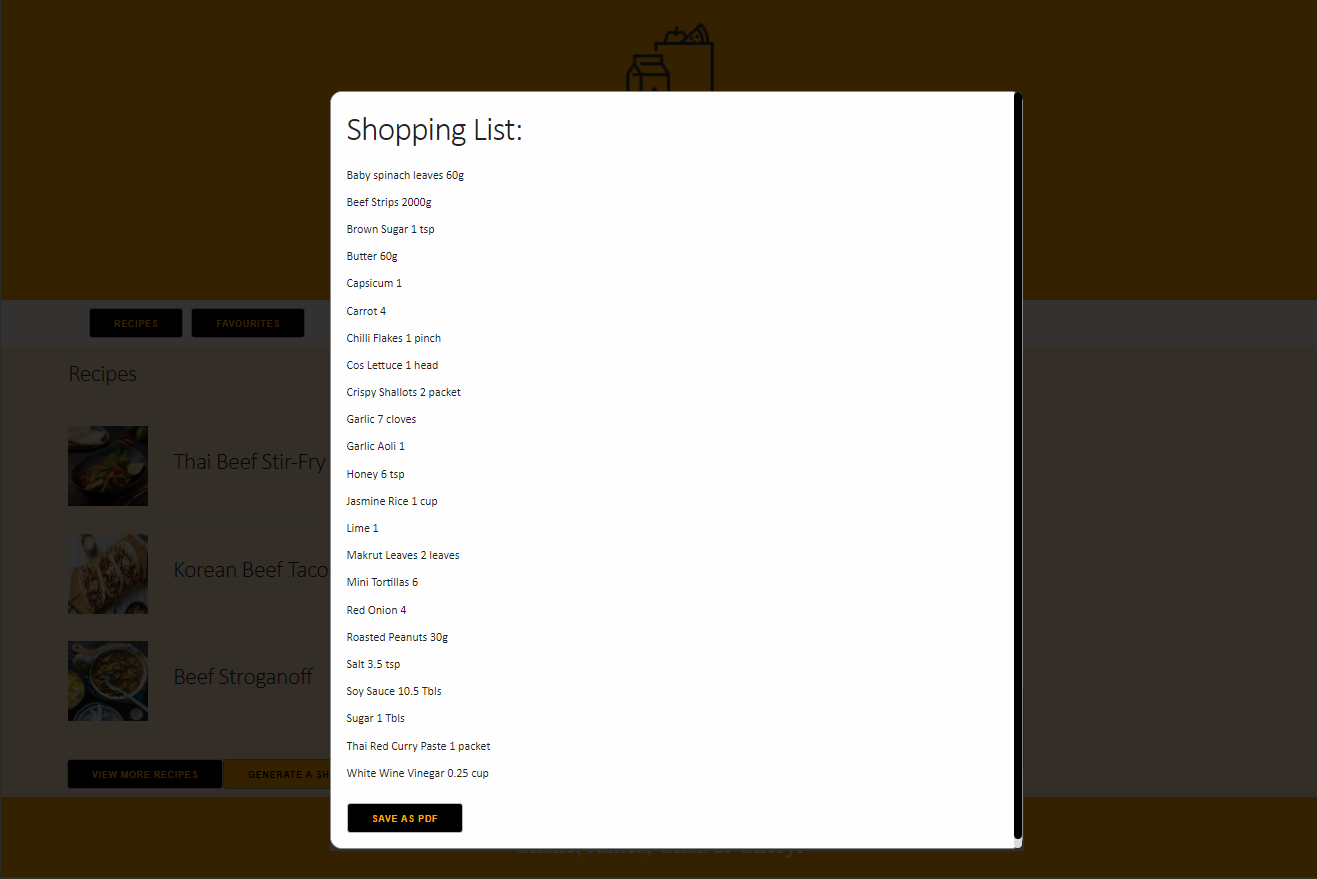 Shopping List:
Baby spinach leaves 60g
Beef Strips 2000g
Brown Sugar 1 tsp
Butter 60g
Capsicum 1
Carrot 4
Chilli Flakes 1 pinch
Cos Lettuce 1 head
Crispy Shallots 2 packet
Garlic 7 cloves
Garlic Aoli 1
Honey 6 tsp
Jasmine Rice 1 cup
Lime 1
Makrut Leaves 2 leaves
Mini Tortillas 6
Red Onion 4
Roasted Peanuts 30g
Salt 3.5 tsp
Soy Sauce 10.5 Tbls
Sugar 1 Tbls
Thai Red Curry Paste 1 packet
White Wine Vinegar 0.25 cup
SAVE AS PDF
RECIPES FAVOURITES
Recipes
Thai Beef Stir-Fry
Korean Beef Taco
Beef Stroganoff
VIEW MORE RECIPES GENERATE A SH